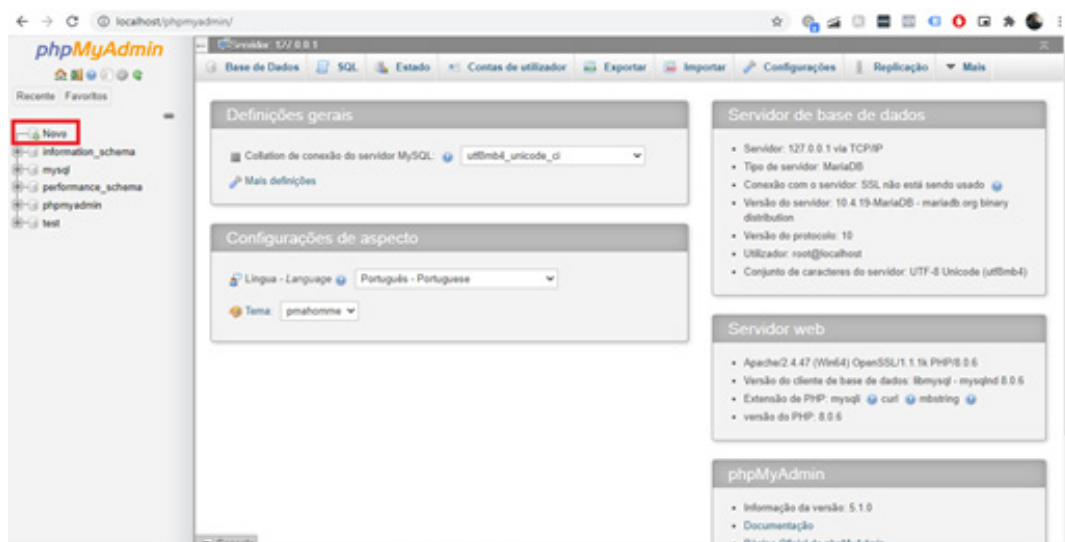 localhost/phpmyadmin/
phpMyAdmin
Recente Favoritos
Novo
information_schema
mysql
performance_schema
phpmyadmin
test
Servidor: 127.0.0.1
Base de Dados SQL Estado Contas de utilizador Exportar Importar Configurações Replicação Mais
Definições gerais
Collation de conexão do servidor MySQL: utf8mb4_unicode_ci
Mais definições
Configurações de aspecto
Língua - Language Português - Portuguese
Tema: pmahomme
Servidor de base de dados
Servidor: 127.0.0.1 via TCP/IP
Tipo de servidor: MariaDB
Conexão com o servidor: SSL não está sendo usado
Versão do servidor: 10.4.19-MariaDB - mariadb.org binary
distribution
Versão do protocolo: 10
Utilizador: root@localhost
Conjunto de caracteres do servidor: UTF-8 Unicode (utf8mb4)
Servidor web
Apache/2.4.47 (Win64) OpenSSL/1.1.1k PHP/8.0.6
Versão do cliente de base de dados: libmysql - mysqlnd 8.0.6
Extensão de PHP: mysqli curl mbstring
versão do PHP: 8.0.6
phpMyAdmin
Informação da versão: 5.1.0
Documentação